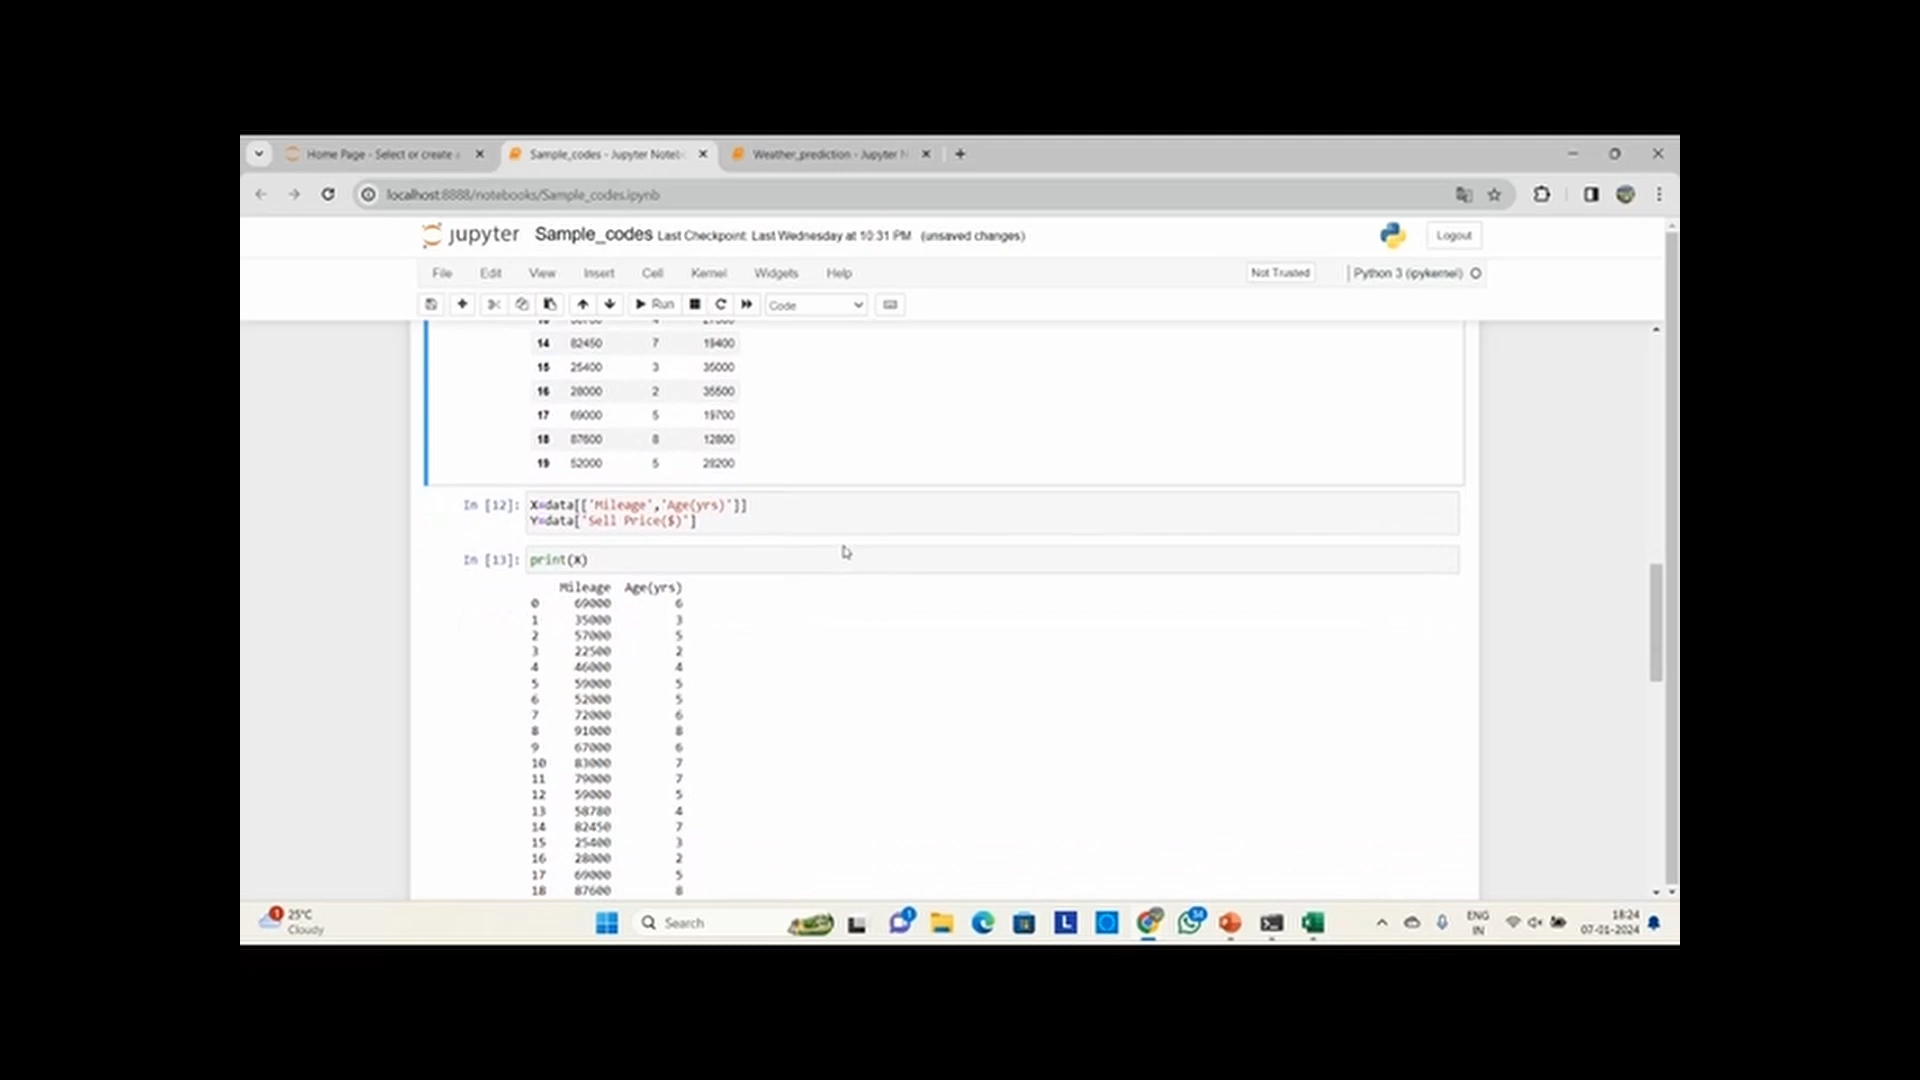 Home Page - Select or create a
Sample_codes - Jupyter Noteb
Weather_prediction - Jupyter N
localhost:8888/notebooks/Sample_codes.ipynb
jupyter Sample_codes Last Checkpoint: Last Wednesday at 10:31 PM (unsaved changes)
Logout
File Edit View Insert Cell Kernel Widgets Help
Not Trusted
Python 3 (ipykernel)
Run
Code
14 82450 7 19400
15 25400 3 35000
16 28000 2 35500
17 69000 5 19700
18 87600 8 12800
19 52000 5 28200
In [12]: X=data[['Mileage','Age(yrs)']]
Y=data['Sell Price($)']
In [13]: print(X)
Mileage Age(yrs)
0 69000 6
1 35000 3
2 57000 5
3 22500 2
4 46000 4
5 59000 5
6 52000 5
7 72000 6
8 91000 8
9 67000 6
10 83000 7
11 79000 7
12 59000 5
13 58780 4
14 82450 7
15 25400 3
16 28000 2
17 69000 5
18 87600 8
1
25°C
Cloudy
Search
1
34
ENG
IN
18:24
07-01-2024